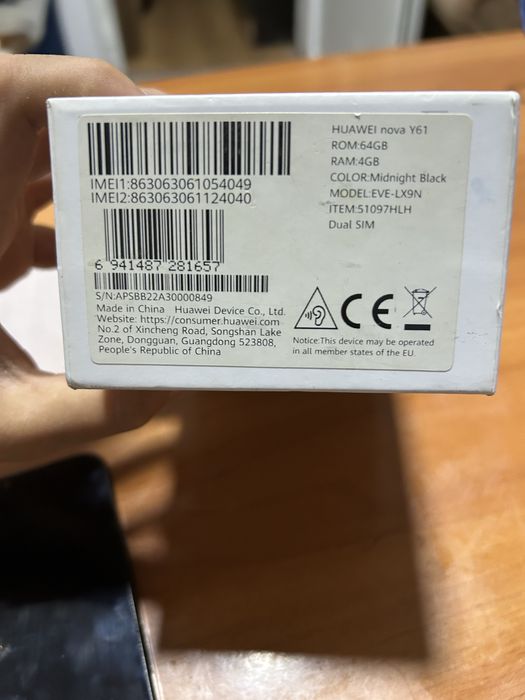 IMEI1:863063061054049
IMEI2:863063061124040
6 941487 281657
S/N:APSBB22A30000849
Made in China Huawei Device Co., Ltd.
Website: https://consumer.huawei.com
No.2 of Xincheng Road, Songshan Lake
Zone, Dongguan, Guangdong 523808,
People's Republic of China
HUAWEI nova Y61
ROM:64GB
RAM:4GB
COLOR:Midnight Black
MODEL:EVE-LX9N
ITEM:51097HLH
Dual SIM
CE
Notice:This device may be operated
in all member states of the EU.